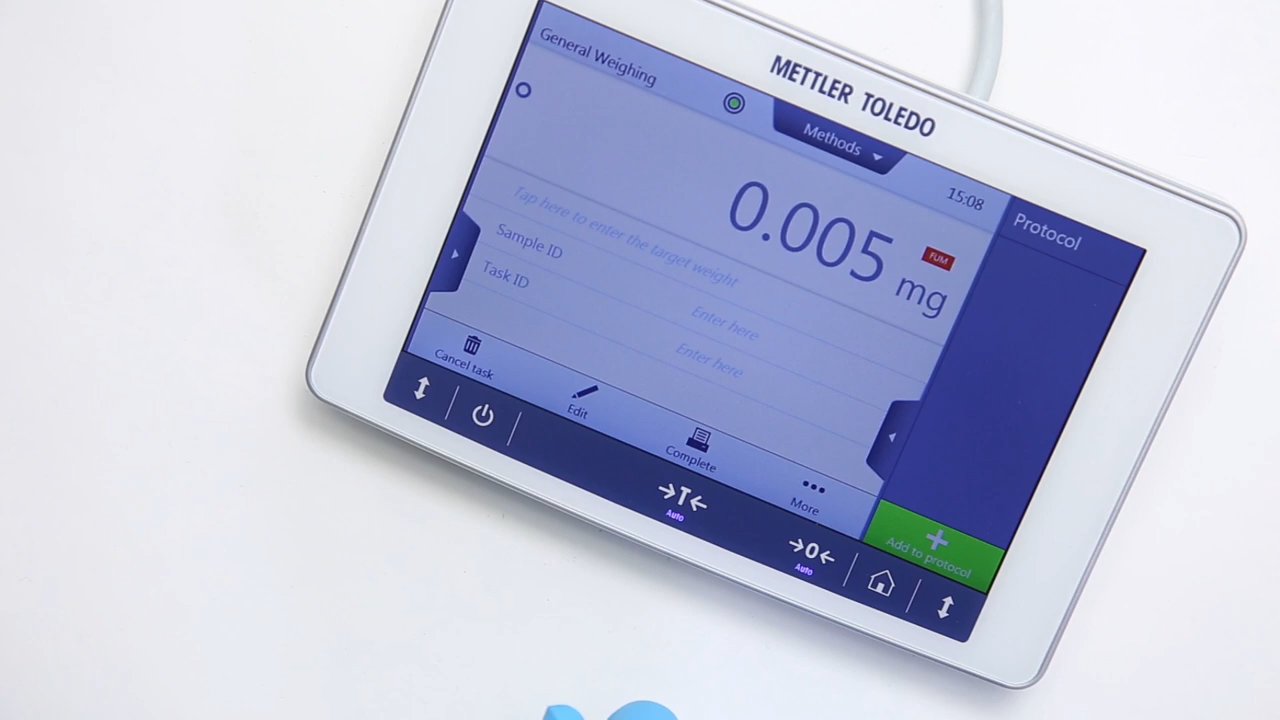 METTLER TOLEDO
General Weighing
Methods
15:08
Protocol
0.005 mg
FUM
Tap here to enter the target weight
Sample ID
Enter here
Task ID
Enter here
Cancel task
Edit
Complete
More
Add to protocol
→T←
Auto
→0←
Auto